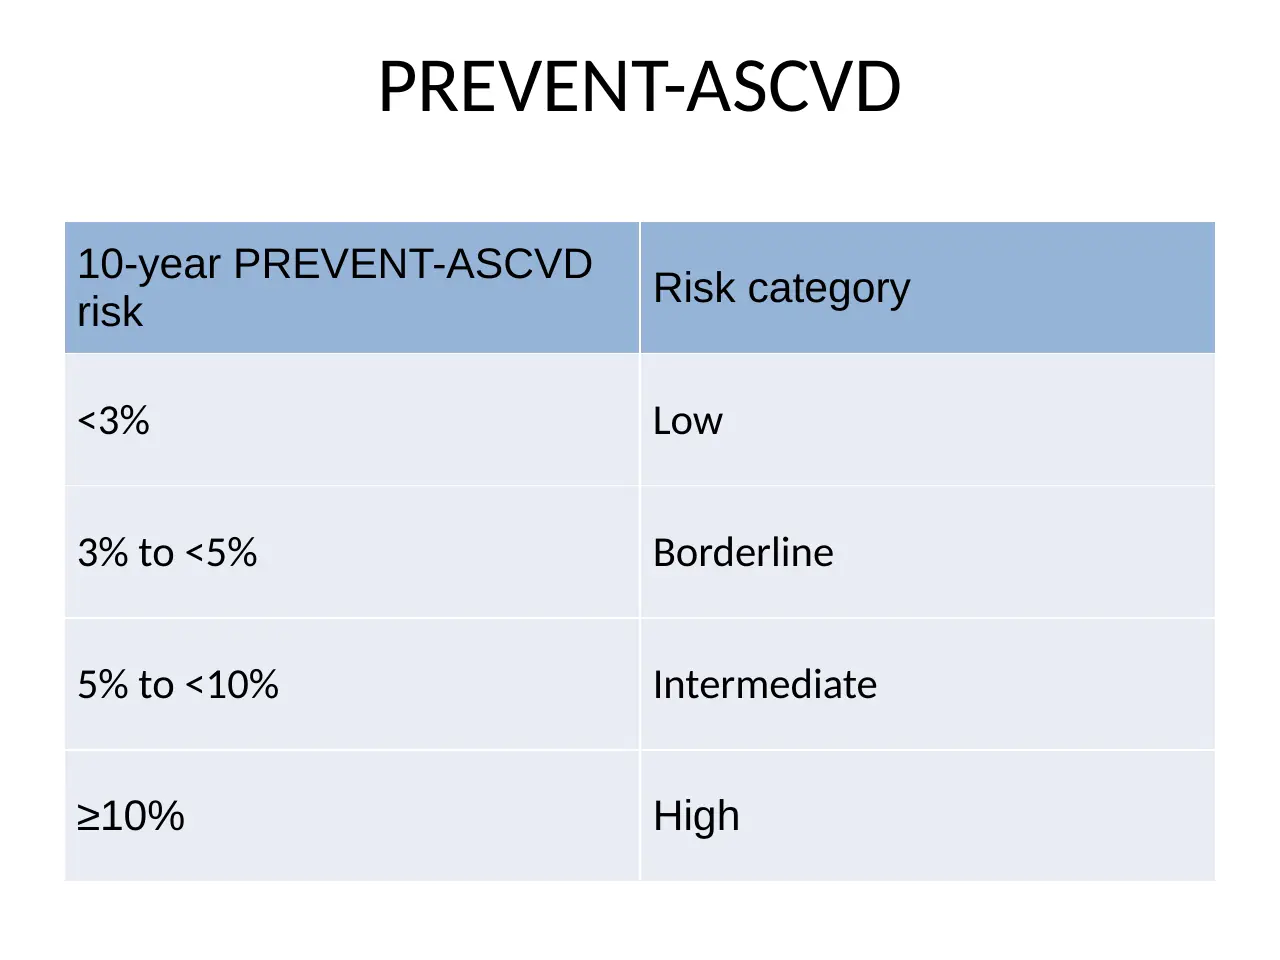 PREVENT-ASCVD
10-year PREVENT-ASCVD
risk
Risk category
<3%
Low
3% to <5%
Borderline
5% to <10%
Intermediate
≥10%
High